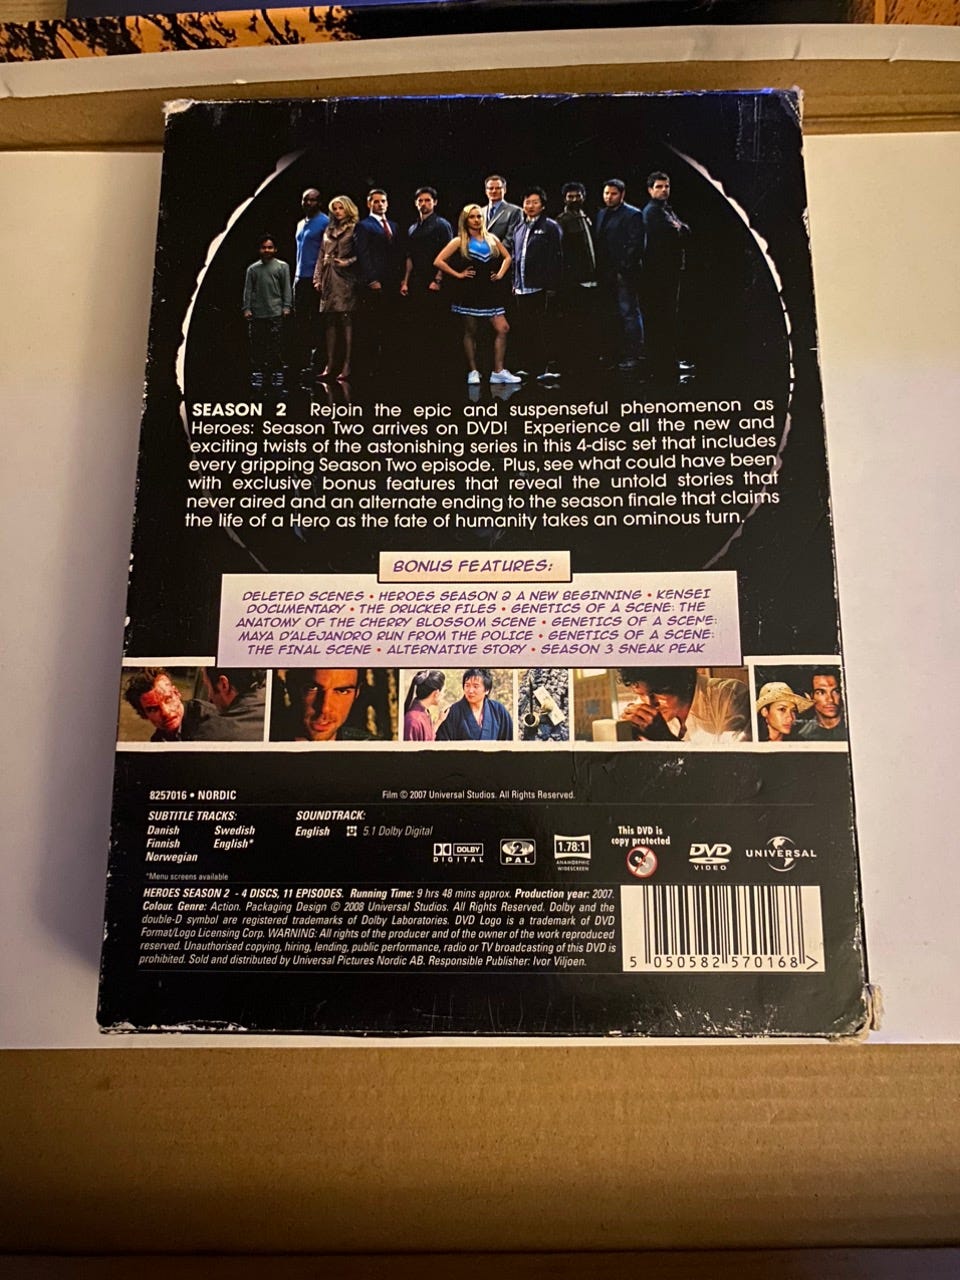 SEASON 2 Rejoin the epic and suspenseful phenomenon as
Heroes: Season Two arrives on DVD! Experience all the new and
exciting twists of the astonishing series in this 4-disc set that includes
every gripping Season Two episode. Plus, see what could have been
with exclusive bonus features that reveal the untold stories that
never aired and an alternate ending to the season finale that claims
the life of a Hero as the fate of humanity takes an ominous turn.
BONUS FEATURES:
DELETED SCENES • HEROES SEASON 2 A NEW BEGINNING • KENSEI
DOCUMENTARY • THE DRUCKER FILES • GENETICS OF A SCENE: THE
ANATOMY OF THE CHERRY BLOSSOM SCENE • GENETICS OF A SCENE:
MAYA D'ALEJANDRO RUN FROM THE POLICE • GENETICS OF A SCENE:
THE FINAL SCENE • ALTERNATIVE STORY • SEASON 3 SNEAK PEAK
8257016 • NORDIC
Film © 2007 Universal Studios. All Rights Reserved.
SUBTITLE TRACKS:
Danish Swedish
Finnish English*
Norwegian
*Menu screens available
SOUNDTRACK:
English 5.1 Dolby Digital
DOLBY
DIGITAL
2
PAL
1.78:1
ANAMORPHIC
WIDESCREEN
This DVD is
copy protected
DVD
VIDEO
UNIVERSAL
HEROES SEASON 2 - 4 DISCS, 11 EPISODES. Running Time: 9 hrs 48 mins approx. Production year: 2007.
Colour. Genre: Action. Packaging Design © 2008 Universal Studios. All Rights Reserved. Dolby and the
double-D symbol are registered trademarks of Dolby Laboratories. DVD Logo is a trademark of DVD
Format/Logo Licensing Corp. WARNING: All rights of the producer and of the owner of the work reproduced
reserved. Unauthorised copying, hiring, lending, public performance, radio or TV broadcasting of this DVD is
prohibited. Sold and distributed by Universal Pictures Nordic AB. Responsible Publisher: Ivor Viljoen.
5 050582 570168 >